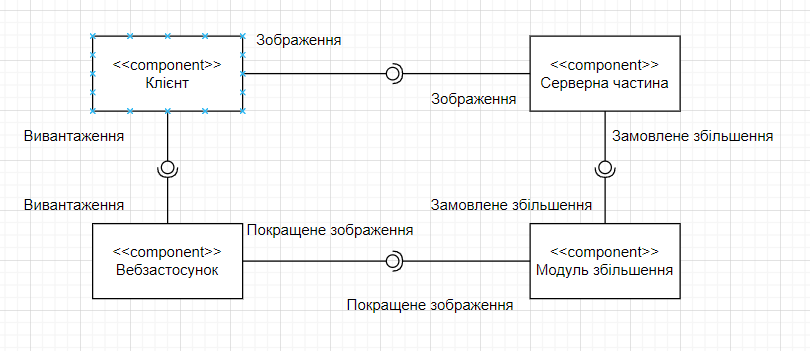 Зображення
<<component>>
Клієнт
<<component>>
Серверна частина
Зображення
Вивантаження
Замовлене збільшення
Вивантаження
Замовлене збільшення
<<component>>
Вебзастосунок
Покращене зображення
<<component>>
Модуль збільшення
Покращене зображення